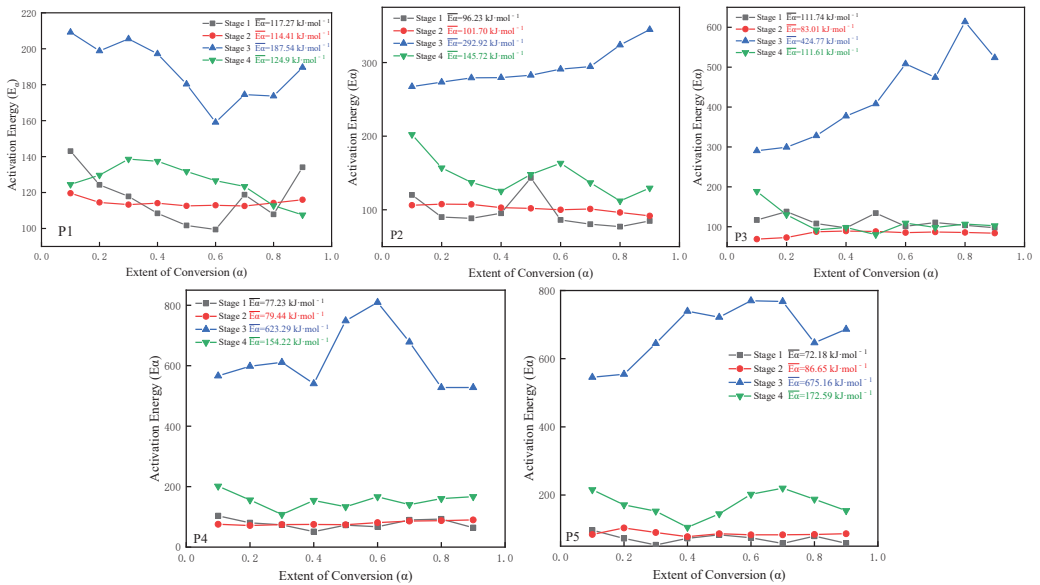 Stage 1 Eα=117.27 kJ·mol⁻¹
Stage 2 Eα=114.41 kJ·mol⁻¹
Stage 3 Eα=187.54 kJ·mol⁻¹
Stage 4 Eα=124.9 kJ·mol⁻¹
220
200
180
160
140
120
100
Activation Energy (Eα)
P1
0.0 0.2 0.4 0.6 0.8 1.0
Extent of Conversion (α)
Stage 1 Eα=96.23 kJ·mol⁻¹
Stage 2 Eα=101.70 kJ·mol⁻¹
Stage 3 Eα=292.92 kJ·mol⁻¹
Stage 4 Eα=145.72 kJ·mol
300
200
100
Activation Energy (Eα)
P2
0.0 0.2 0.4 0.6 0.8 1.0
Extent of Conversion (α)
Stage 1 Eα=111.74 kJ·mol⁻¹
Stage 2 Eα=83.01 kJ·mol⁻¹
Stage 3 Eα=424.77 kJ·mol⁻¹
Stage 4 Eα=111.61 kJ·mol⁻¹
600
500
400
300
200
100
Activation Energy (Eα)
P3
0.0 0.2 0.4 0.6 0.8 1.0
Extent of Conversion (α)
Stage 1 Eα=77.23 kJ·mol⁻¹
Stage 2 Eα=79.44 kJ·mol⁻¹
Stage 3 Eα=623.29 kJ·mol⁻¹
Stage 4 Eα=154.22 kJ·mol⁻¹
800
600
400
200
0
Activation Energy (Eα)
P4
0.0 0.2 0.4 0.6 0.8 1.0
Extent of Conversion (α)
Stage 1 Eα=72.18 kJ·mol⁻¹
Stage 2 Eα=86.65 kJ·mol⁻¹
Stage 3 Eα=675.16 kJ·mol⁻¹
Stage 4 Eα=172.59 kJ·mol⁻¹
800
600
400
200
Activation Energy (Eα)
P5
0.0 0.2 0.4 0.6 0.8 1.0
Extent of Conversion (α)